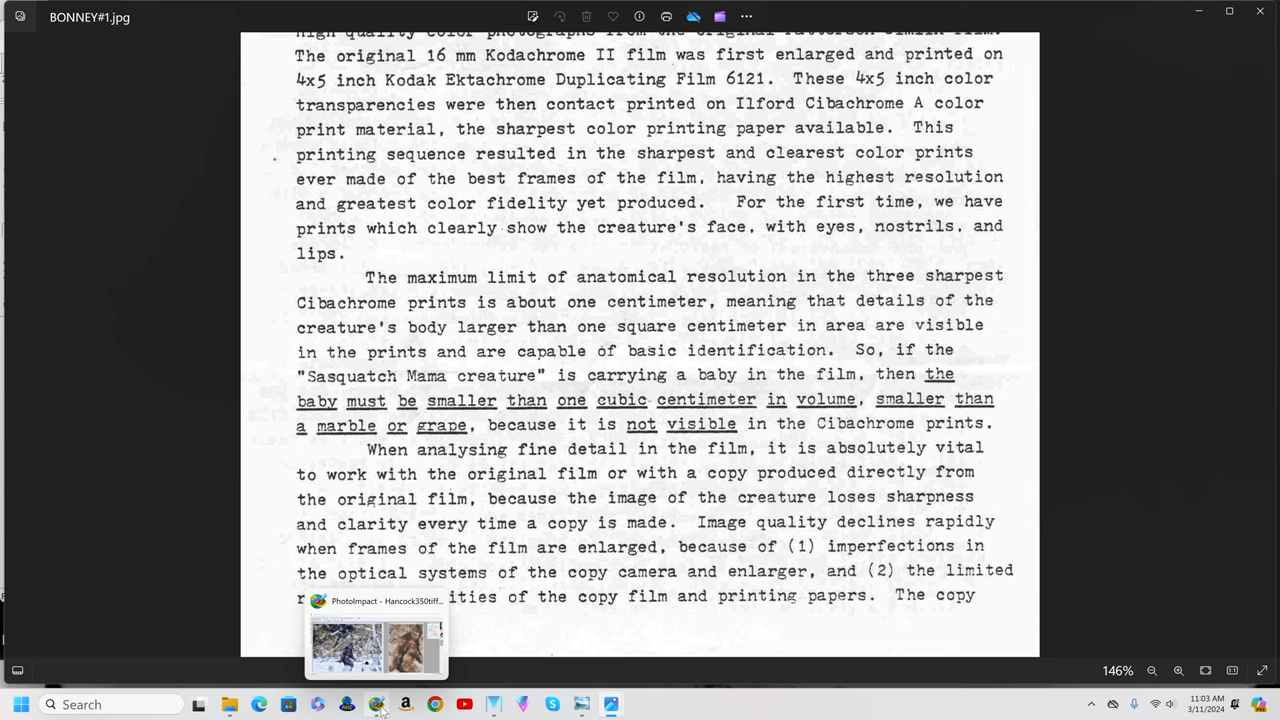 BONNEY#1.jpg
high quality color photographs from the original Patterson-Gimlin film.
The original 16 mm Kodachrome II film was first enlarged and printed on
4x5 inch Kodak Ektachrome Duplicating Film 6121. These 4x5 inch color
transparencies were then contact printed on Ilford Cibachrome A color
print material, the sharpest color printing paper available. This
printing sequence resulted in the sharpest and clearest color prints
ever made of the best frames of the film, having the highest resolution
and greatest color fidelity yet produced. For the first time, we have
prints which clearly show the creature's face, with eyes, nostrils, and
lips.
The maximum limit of anatomical resolution in the three sharpest
Cibachrome prints is about one centimeter, meaning that details of the
creature's body larger than one square centimeter in area are visible
in the prints and are capable of basic identification. So, if the
"Sasquatch Mama creature" is carrying a baby in the film, then the
baby must be smaller than one cubic centimeter in volume, smaller than
a marble or grape, because it is not visible in the Cibachrome prints.
When analysing fine detail in the film, it is absolutely vital
to work with the original film or with a copy produced directly from
the original film, because the image of the creature loses sharpness
and clarity every time a copy is made. Image quality declines rapidly
when frames of the film are enlarged, because of (1) imperfections in
the optical systems of the copy camera and enlarger, and (2) the limited
ities of the copy film and printing papers. The copy
PhotoImpact - Hancock350tiff...
146%
Search
11:03 AM
3/11/2024